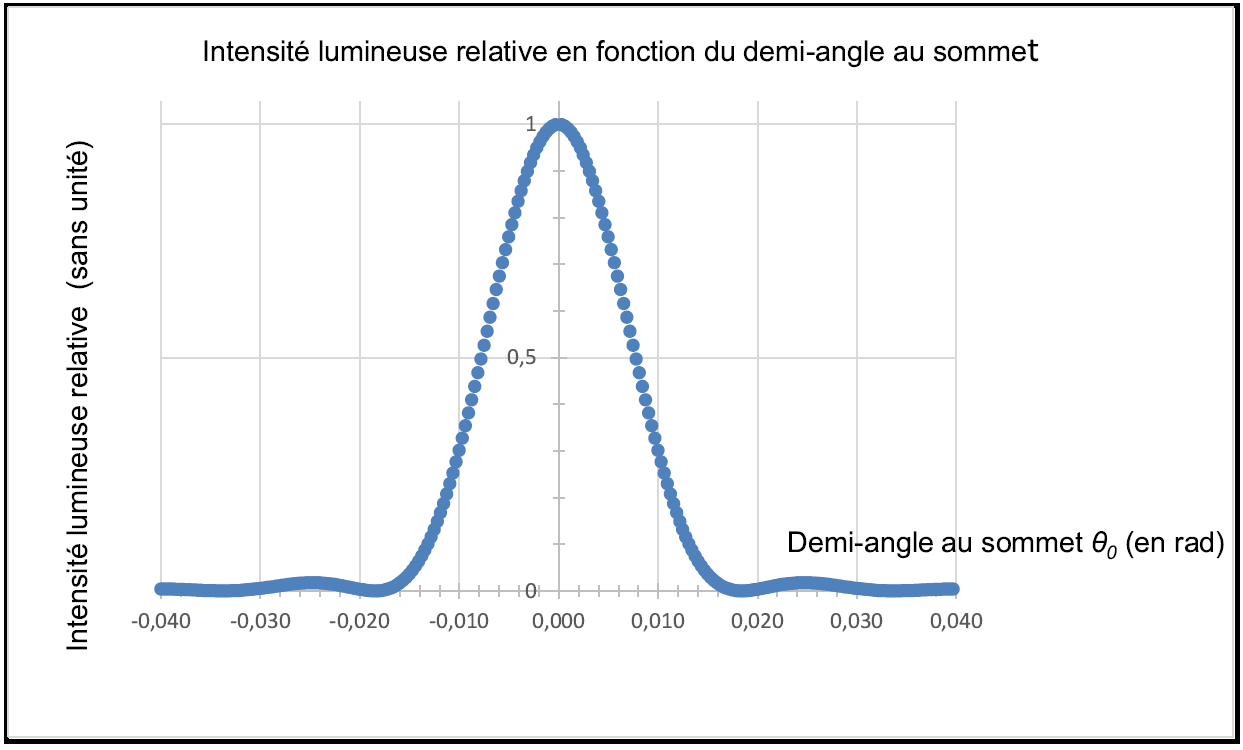 Intensité lumineuse relative en fonction du demi-angle au sommet
Intensité lumineuse relative (sans unité)
1
0,5
0
Demi-angle au sommet θ₀ (en rad)
-0,040 -0,030 -0,020 -0,010 0,000 0,010 0,020 0,030 0,040